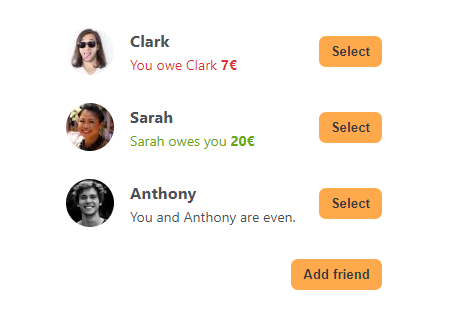 Clark
You owe Clark 7€
Select
Sarah
Sarah owes you 20€
Select
Anthony
You and Anthony are even.
Select
Add friend